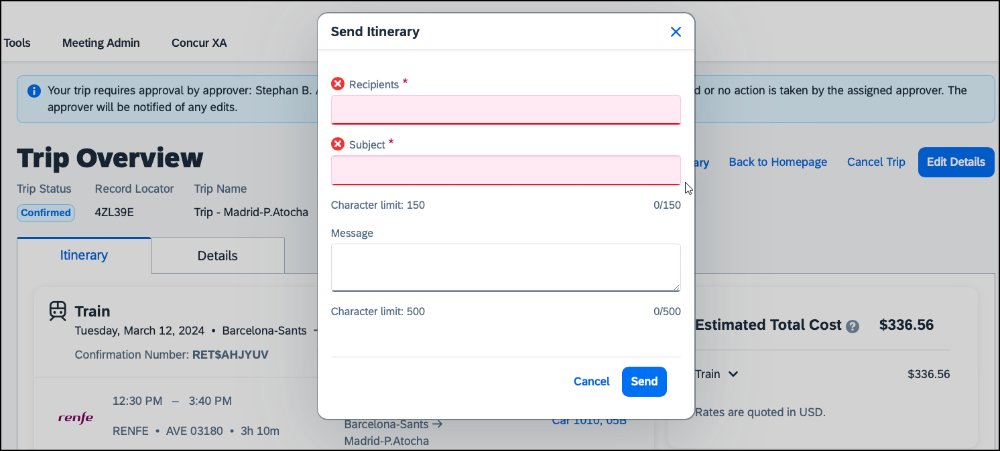 Tools
Meeting Admin
Concur XA
Your trip requires approval by approver: Stephan B.
d or no action is taken by the assigned approver. The
approver will be notified of any edits.
Trip Overview
ary
Back to Homepage
Cancel Trip
Edit Details
Trip Status
Record Locator
Trip Name
Confirmed
4ZL39E
Trip - Madrid-P.Atocha
Itinerary
Details
Train
Tuesday, March 12, 2024 • Barcelona-Sants
Confirmation Number: RET$AHJYUV
12:30 PM – 3:40 PM
renfe
RENFE • AVE 03180 • 3h 10m
Barcelona-Sants →
Madrid-P.Atocha
Car 1010, 05B
Estimated Total Cost ? $336.56
Train
$336.56
Rates are quoted in USD.
Send Itinerary
Recipients *
Subject *
Character limit: 150
0/150
Message
Character limit: 500
0/500
Cancel
Send